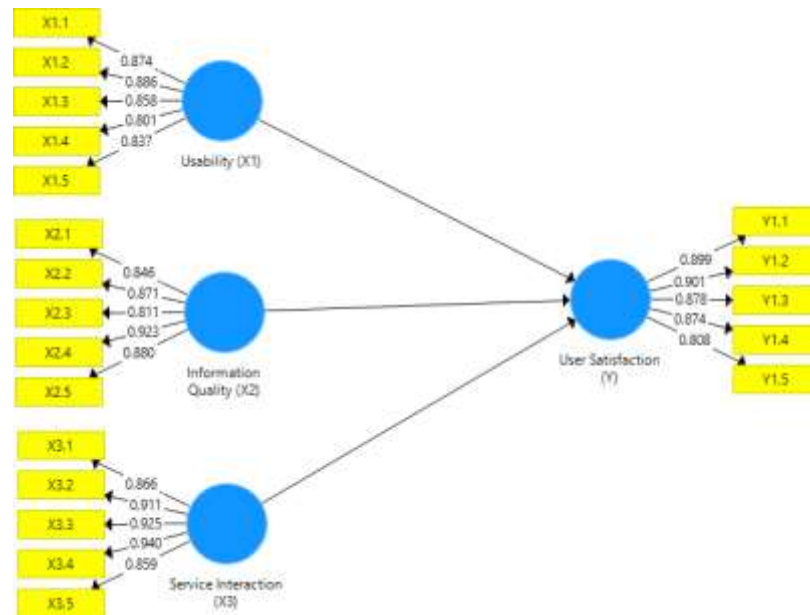 X1.1
0.874
X1.2
0.886
X1.3
0.858
X1.4
0.801
X1.5
0.837
Usability (X1)
X2.1
0.846
X2.2
0.871
X2.3
0.811
X2.4
0.923
X2.5
0.880
Information
Quality (X2)
X3.1
0.866
X3.2
0.911
X3.3
0.925
X3.4
0.940
X3.5
0.859
Service Interaction
(X3)
Y1.1
0.899
Y1.2
0.901
Y1.3
0.878
Y1.4
0.874
Y1.5
0.808
User Satisfaction
(Y)